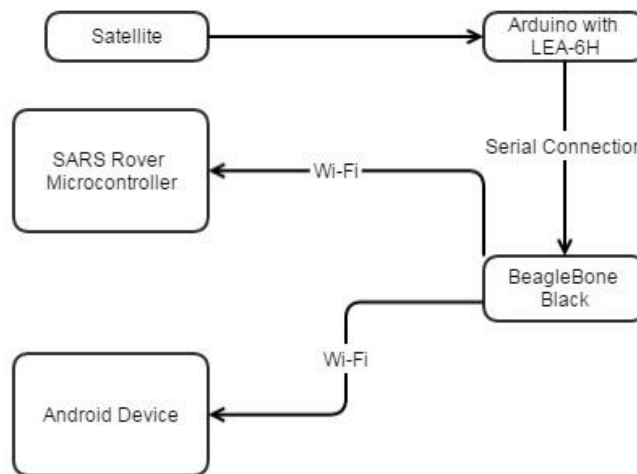 Satellite
Arduino with
LEA-6H
Serial Connection
SARS Rover
Microcontroller
Wi-Fi
BeagleBone
Black
Wi-Fi
Android Device